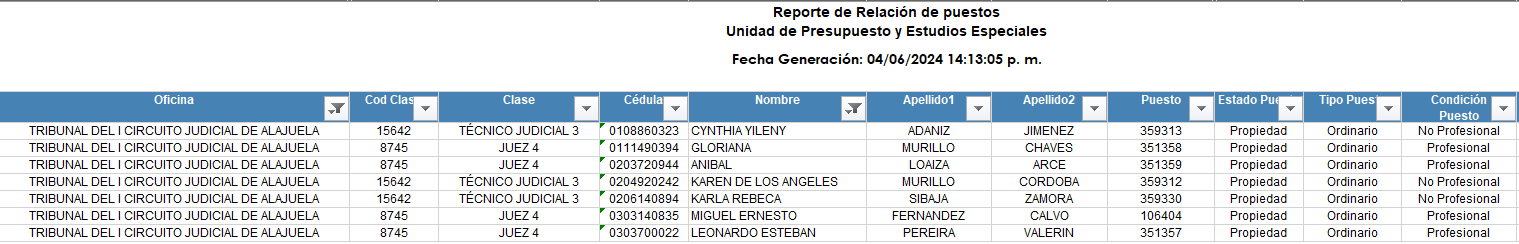 Reporte de Relación de puestos
Unidad de Presupuesto y Estudios Especiales
Fecha Generación: 04/06/2024 14:13:05 p. m.
Oficina Cod Clas Clase Cédula Nombre Apellido1 Apellido2 Puesto Estado Pue Tipo Pues Condición
Puesto
TRIBUNAL DEL I CIRCUITO JUDICIAL DE ALAJUELA 15642 TÉCNICO JUDICIAL 3 0108860323 CYNTHIA YILENY ADANIZ JIMENEZ 359313 Propiedad Ordinario No Profesional
TRIBUNAL DEL I CIRCUITO JUDICIAL DE ALAJUELA 8745 JUEZ 4 0111490394 GLORIANA MURILLO CHAVES 351358 Propiedad Ordinario Profesional
TRIBUNAL DEL I CIRCUITO JUDICIAL DE ALAJUELA 8745 JUEZ 4 0203720944 ANIBAL LOAIZA ARCE 351359 Propiedad Ordinario Profesional
TRIBUNAL DEL I CIRCUITO JUDICIAL DE ALAJUELA 15642 TÉCNICO JUDICIAL 3 0204920242 KAREN DE LOS ANGELES MURILLO CORDOBA 359312 Propiedad Ordinario No Profesional
TRIBUNAL DEL I CIRCUITO JUDICIAL DE ALAJUELA 15642 TÉCNICO JUDICIAL 3 0206140894 KARLA REBECA SIBAJA ZAMORA 359330 Propiedad Ordinario No Profesional
TRIBUNAL DEL I CIRCUITO JUDICIAL DE ALAJUELA 8745 JUEZ 4 0303140835 MIGUEL ERNESTO FERNANDEZ CALVO 106404 Propiedad Ordinario Profesional
TRIBUNAL DEL I CIRCUITO JUDICIAL DE ALAJUELA 8745 JUEZ 4 0303700022 LEONARDO ESTEBAN PEREIRA VALERIN 351357 Propiedad Ordinario Profesional